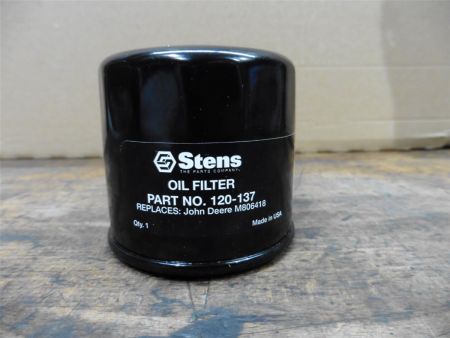 Stens
THE PARTS COMPANY.
OIL FILTER
PART NO. 120-137
REPLACES: John Deere M806418
Qty. 1
Made in USA